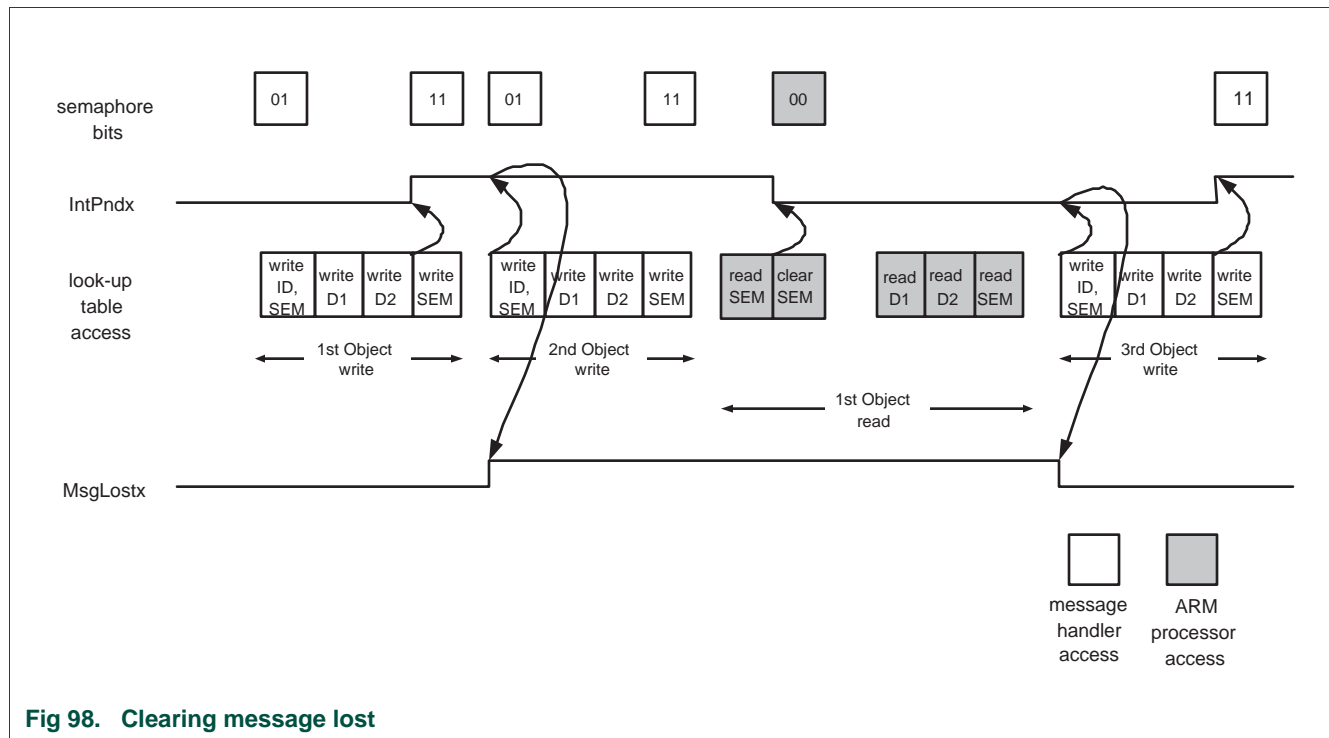 01 11 01 11 00 11
semaphore
bits
IntPndx
write
ID,
SEM
write
D1
write
D2
write
SEM
write
ID,
SEM
write
D1
write
D2
write
SEM
read
SEM
clear
SEM
read
D1
read
D2
read
SEM
write
ID,
SEM
write
D1
write
D2
write
SEM
look-up
table
access
1st Object
write
2nd Object
write
3rd Object
write
1st Object
read
MsgLostx
message
handler
access
ARM
processor
access
Fig 98. Clearing message lost